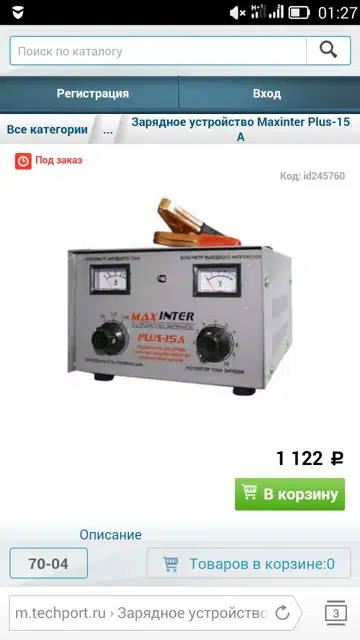 01:27
Поиск по каталогу
Регистрация
Вход
Все категории
...
Зарядное устройство Maxinter Plus-15
А
Под заказ
Код: id245760
MAXINTER
PLUS-15A
1 122 ₽
В корзину
Описание
70-04
Товаров в корзине:0
m.techport.ru › Зарядное устройство
3